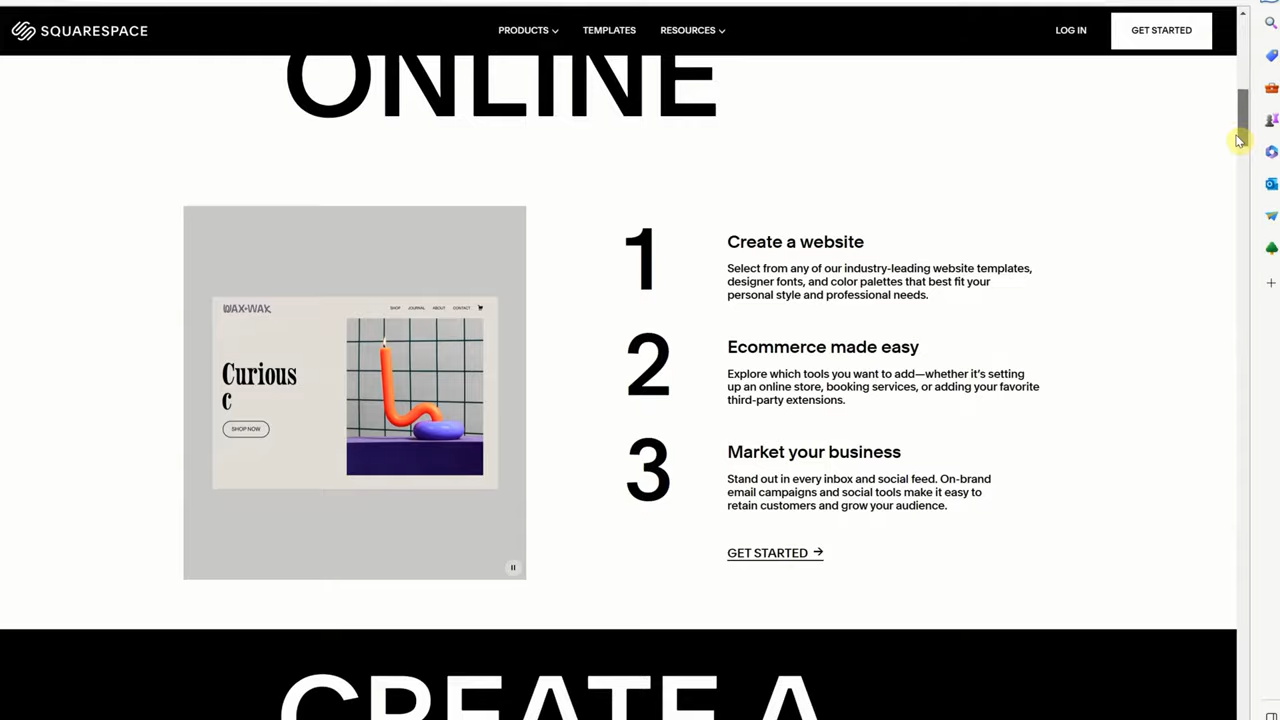 SQUARESPACE
PRODUCTS
TEMPLATES
RESOURCES
LOG IN
GET STARTED
ONLINE
WAX•WAX
SHOP
JOURNAL
ABOUT
CONTACT
Curious
c
SHOP NOW
1
Create a website
Select from any of our industry-leading website templates,
designer fonts, and color palettes that best fit your
personal style and professional needs.
2
Ecommerce made easy
Explore which tools you want to add—whether it's setting
up an online store, booking services, or adding your favorite
third-party extensions.
3
Market your business
Stand out in every inbox and social feed. On-brand
email campaigns and social tools make it easy to
retain customers and grow your audience.
GET STARTED →
CREATE A